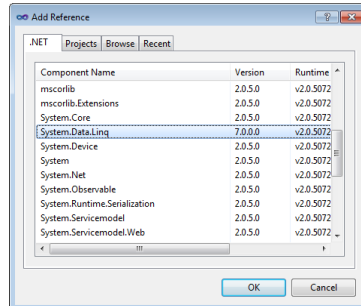 Add Reference
.NET Projects Browse Recent
Component Name Version Runtime
mscorlib 2.0.5.0 v2.0.5072
mscorlib.Extensions 2.0.5.0 v2.0.5072
System.Core 2.0.5.0 v2.0.5072
System.Data.Linq 7.0.0.0 v2.0.5072
System.Device 2.0.5.0 v2.0.5072
System 2.0.5.0 v2.0.5072
System.Net 2.0.5.0 v2.0.5072
System.Observable 2.0.5.0 v2.0.5072
System.Runtime.Serialization 2.0.5.0 v2.0.5072
System.Servicemodel 2.0.5.0 v2.0.5072
System.Servicemodel.Web 2.0.5.0 v2.0.5072
OK Cancel